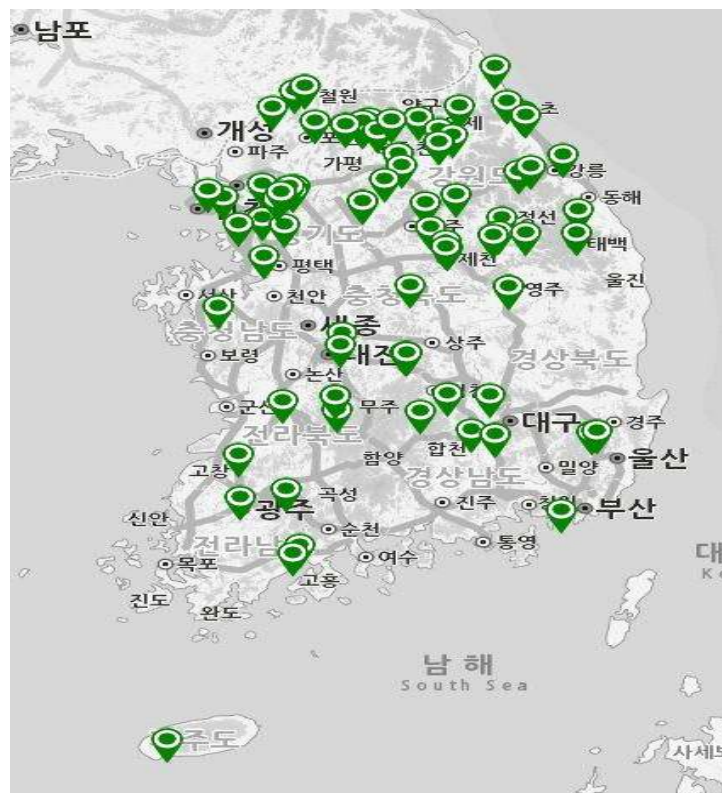 남포
철원
양구
개성
파주
가평
강원도
강릉
동해
정선
경기도
제천
태백
평택
울진
천안
충청북도
영주
세종
충청남도
상주
보령
대전
경상북도
논산
무주
군산
대구
경주
전라북도
합천
울산
고창
함양
경상남도
밀양
곡성
진주
광주
부산
신안
순천
전라남
통영
여수
목포
고흥
진도
완도
남해
South Sea
사세보